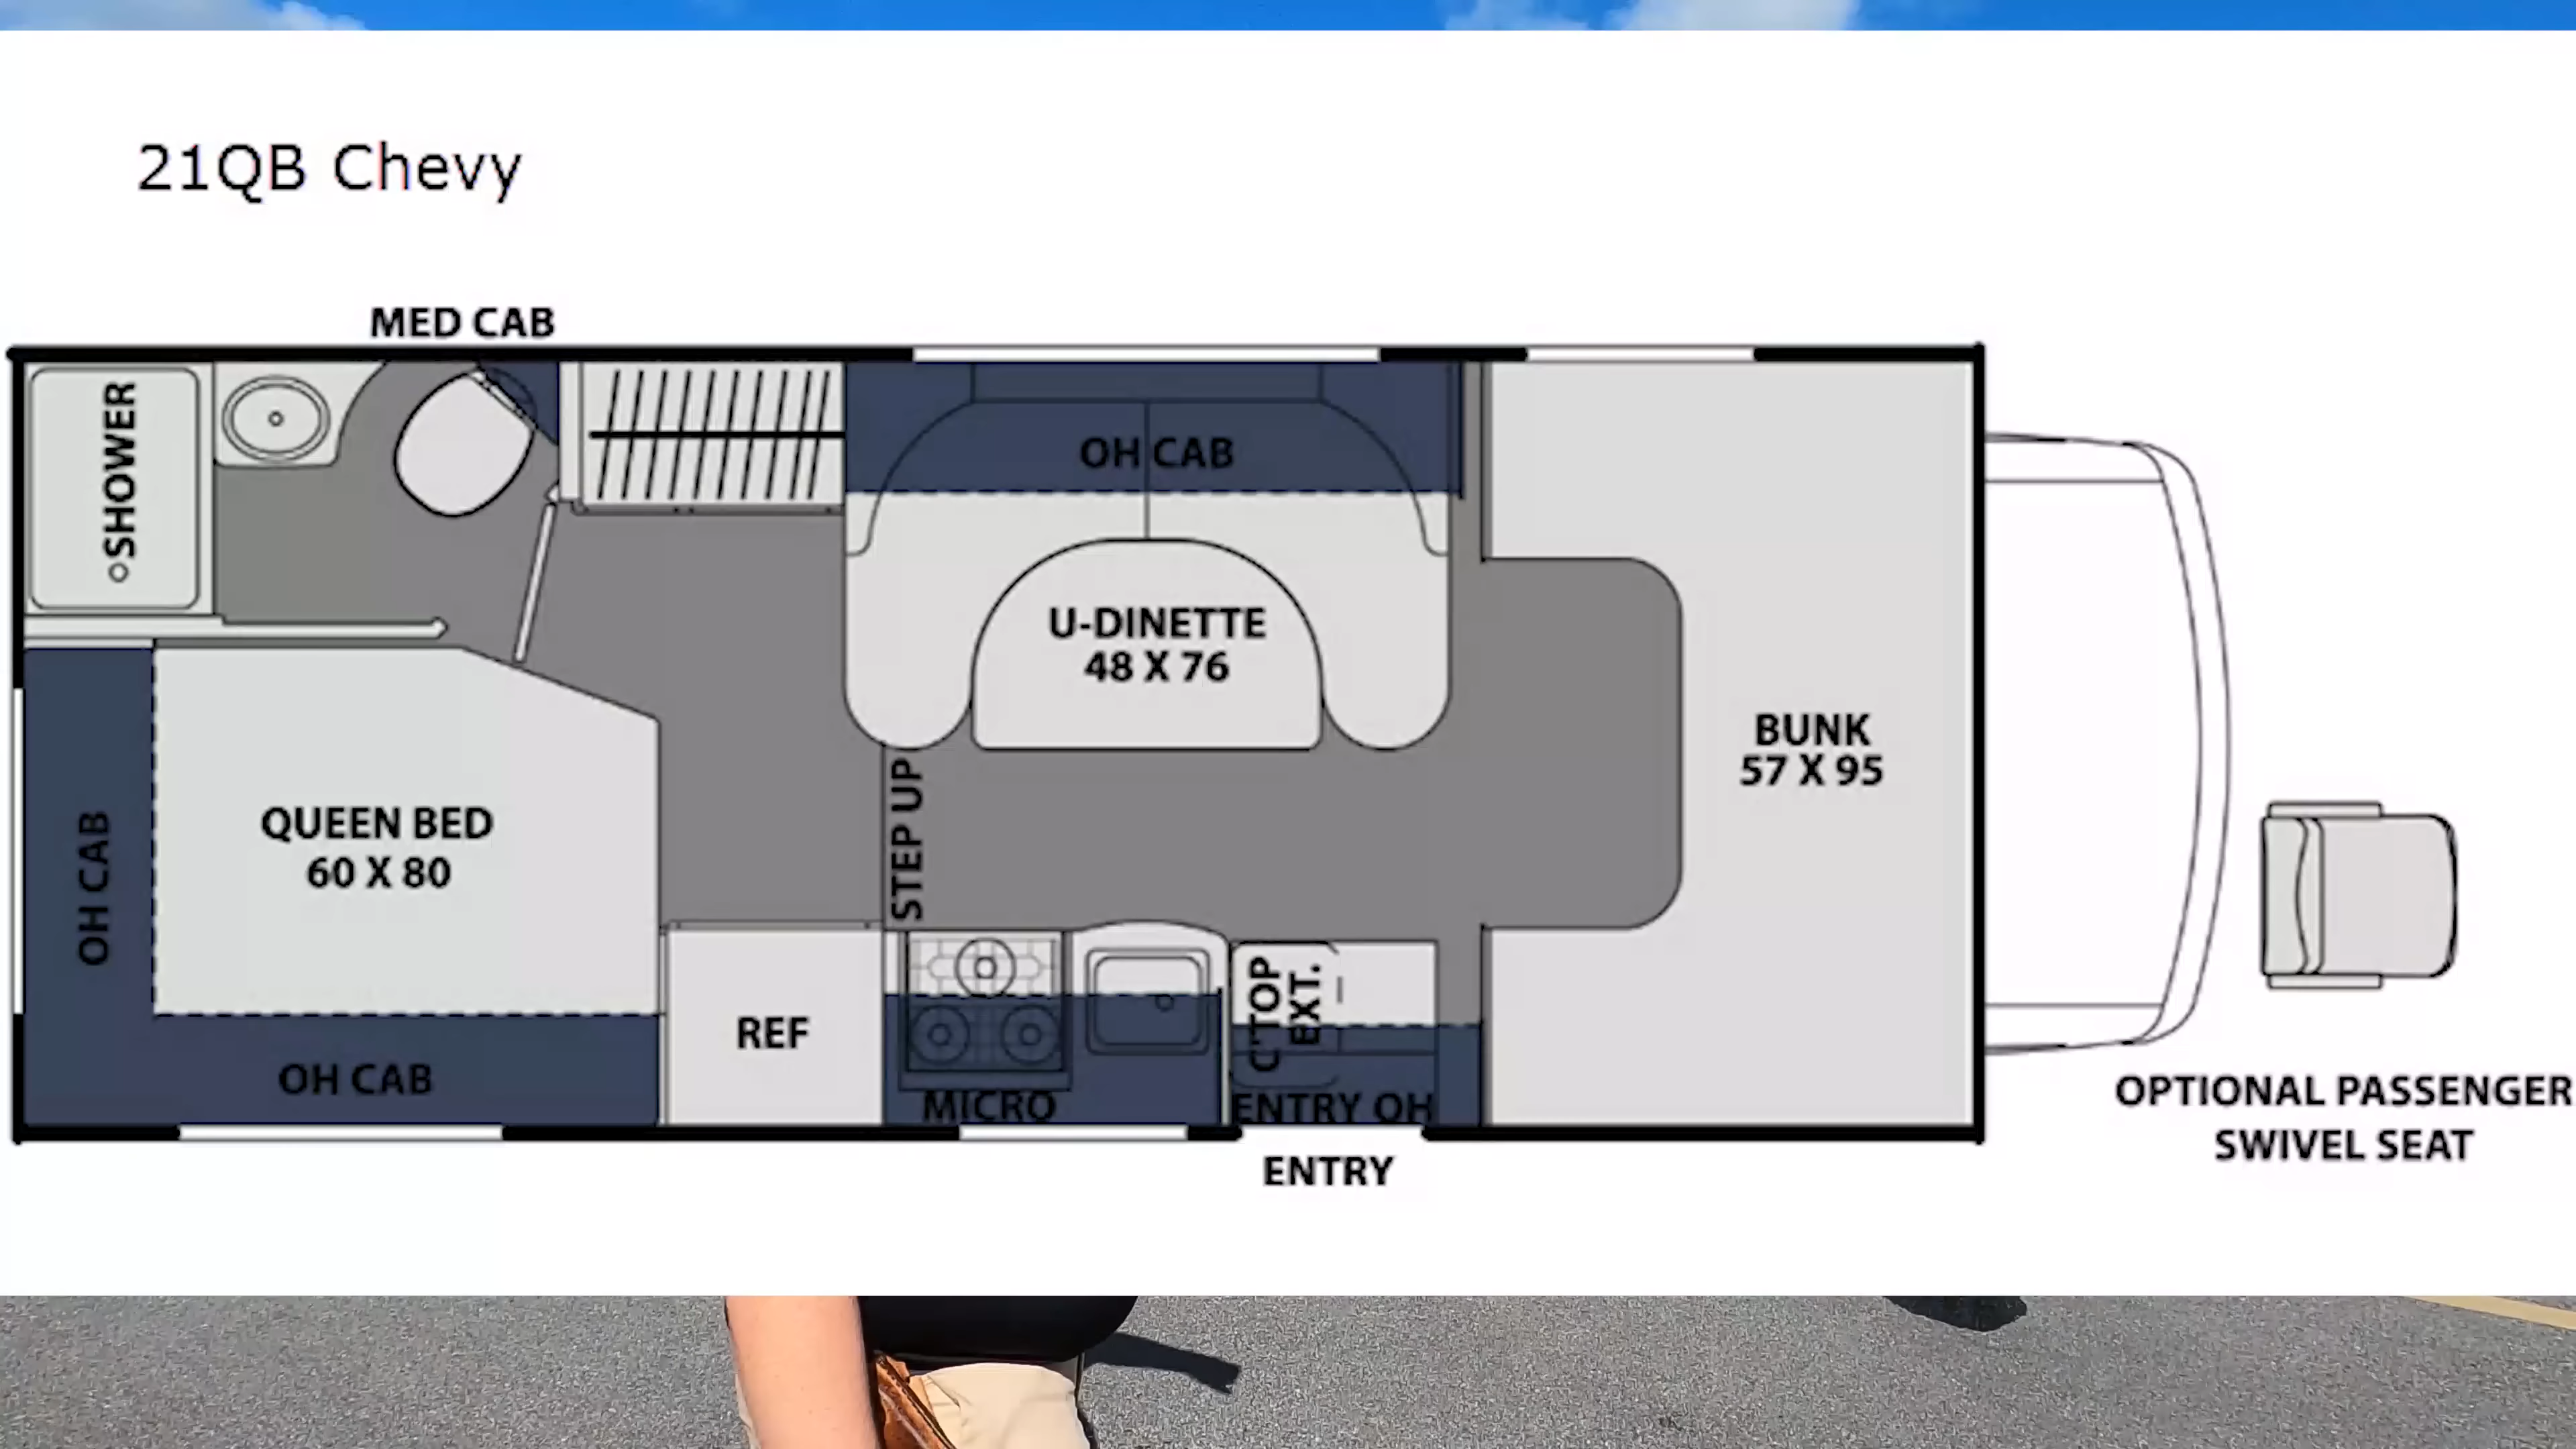 21QB Chevy
MED CAB
SHOWER
OH CAB
U-DINETTE
48 X 76
BUNK
57 X 95
STEP UP
QUEEN BED
60 X 80
OH CAB
OH CAB
REF
MICRO
C'TOP
EXT.
ENTRY OH
ENTRY
OPTIONAL PASSENGER
SWIVEL SEAT